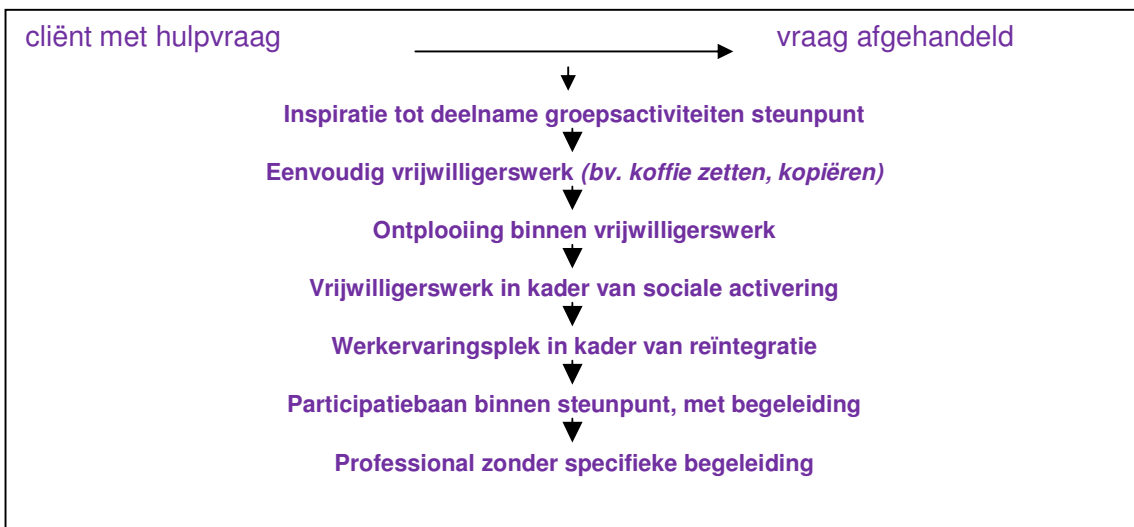 cliënt met hulpvraag vraag afgehandeld
Inspiratie tot deelname groepsactiviteiten steunpunt
Eenvoudig vrijwilligerswerk (bv. koffie zetten, kopiëren)
Ontplooiing binnen vrijwilligerswerk
Vrijwilligerswerk in kader van sociale activering
Werkervaringsplek in kader van reïntegratie
Participatiebaan binnen steunpunt, met begeleiding
Professional zonder specifieke begeleiding